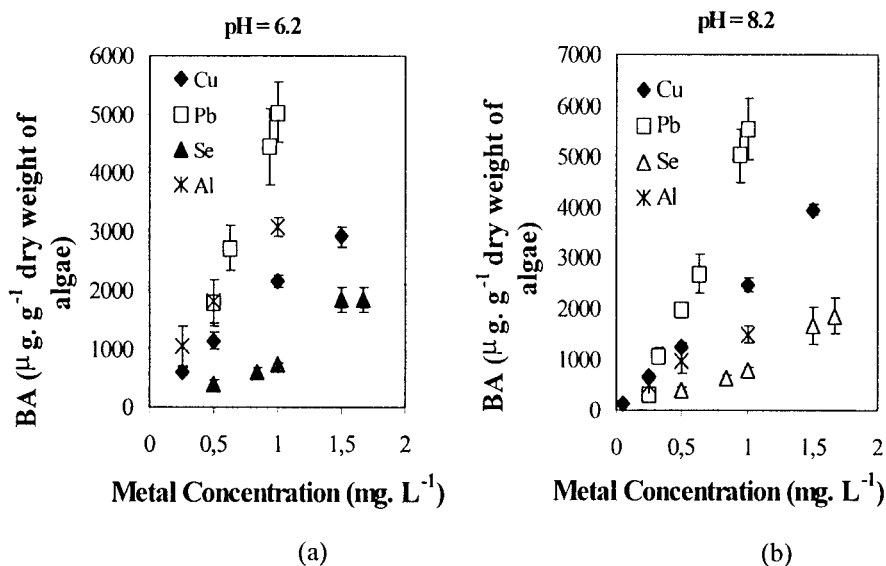 pH = 6.2
6000
5000
4000
3000
2000
1000
0
Cu
Pb
Se
Al
BA (µg. g⁻¹ dry weight of
algae)
0
0,5
1
1,5
2
Metal Concentration (mg. L⁻¹)
(a)
pH = 8.2
7000
6000
5000
4000
3000
2000
1000
0
Cu
Pb
Se
Al
BA (µg. g⁻¹ dry weight of
algae)
0
0,5
1
1,5
2
Metal Concentration (mg. L⁻¹)
(b)